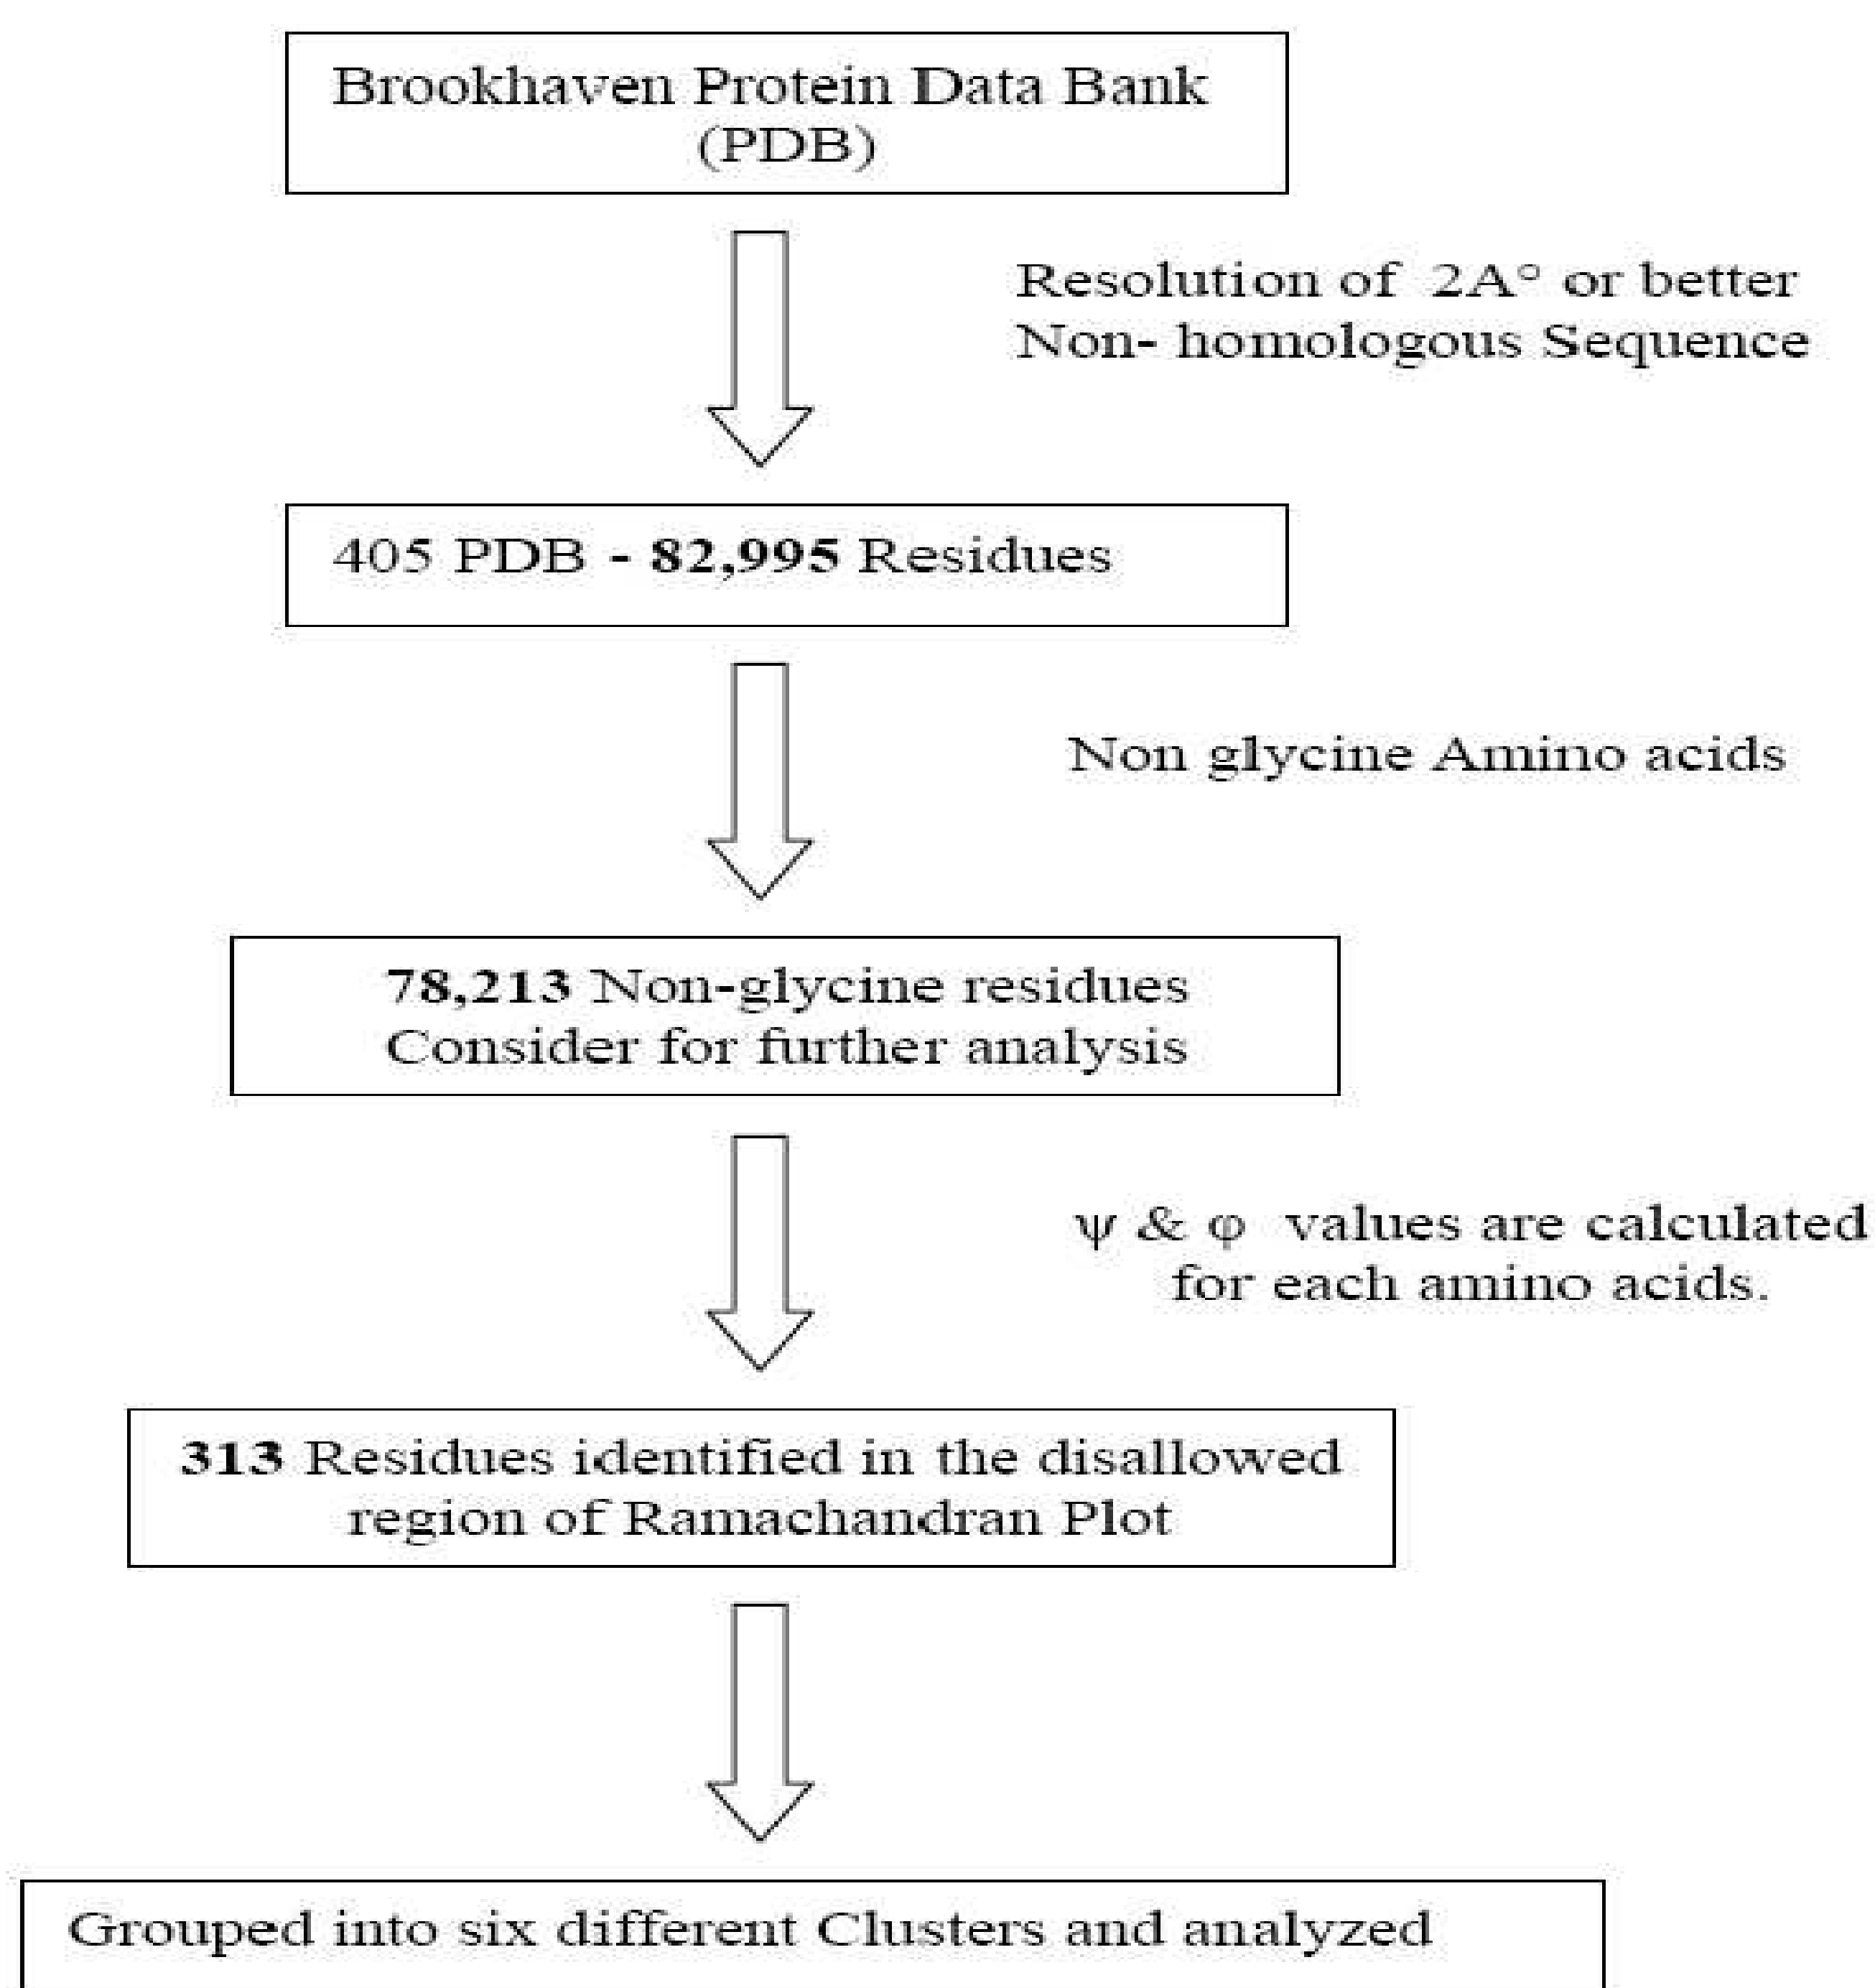 Brookhaven Protein Data Bank
(PDB)
Resolution of 2A° or better
Non- homologous Sequence
405 PDB - 82,995 Residues
Non glycine Amino acids
78,213 Non-glycine residues
Consider for further analysis
ψ & φ values are calculated
for each amino acids.
313 Residues identified in the disallowed
region of Ramachandran Plot
Grouped into six different Clusters and analyzed